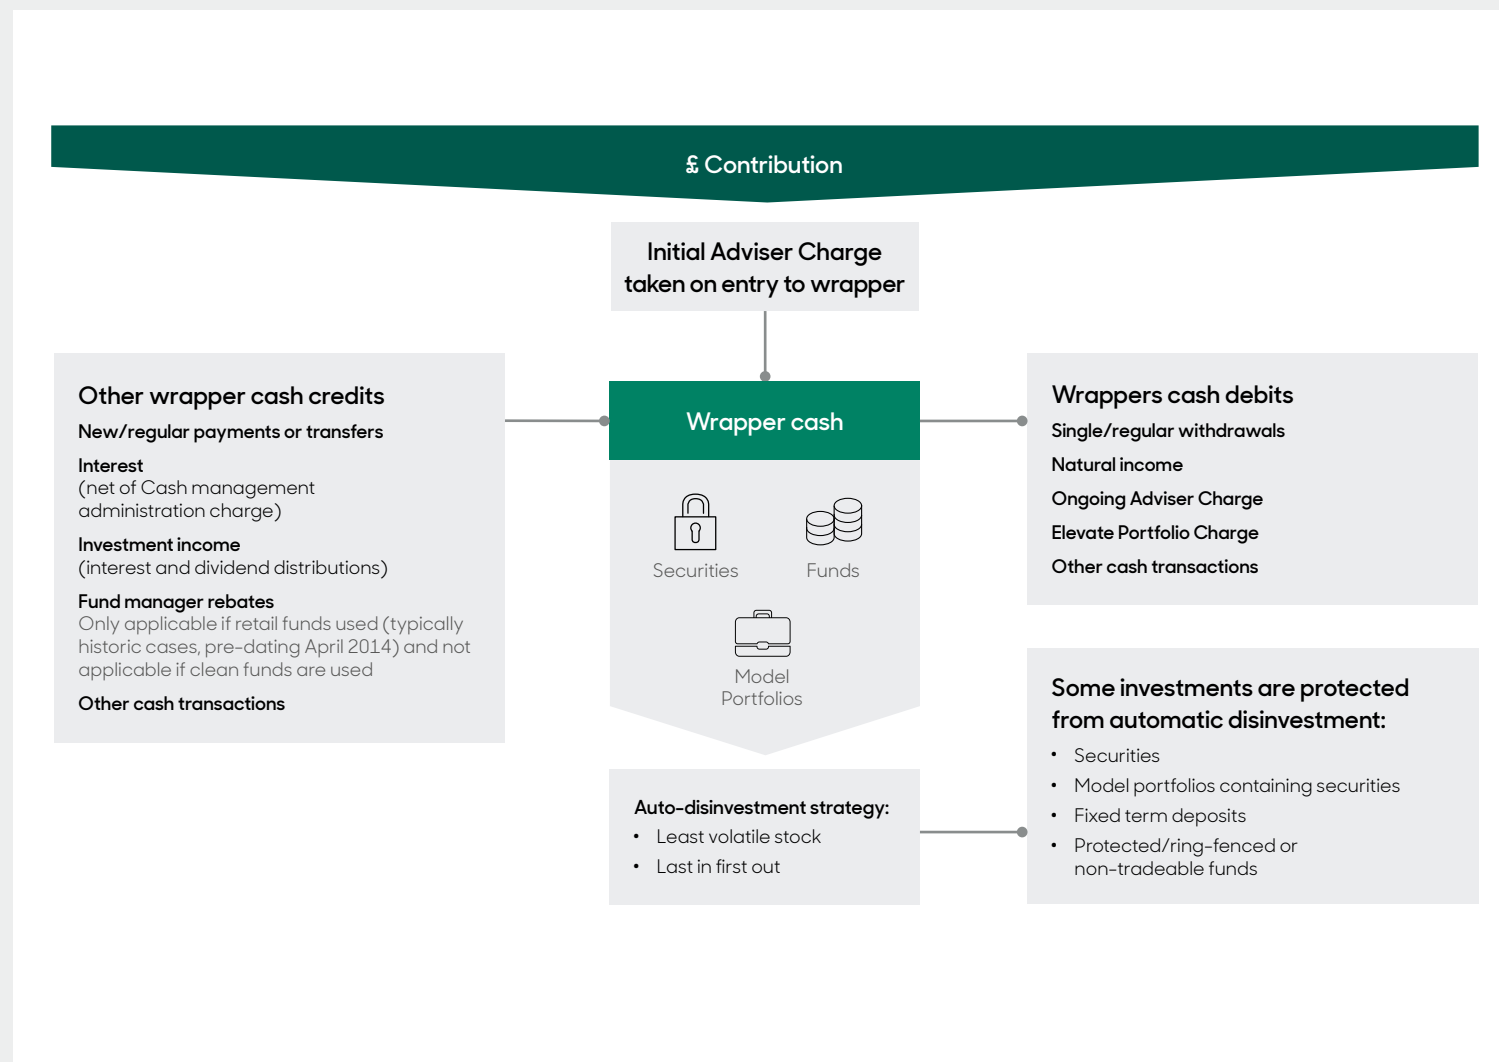 £ Contribution
Initial Adviser Charge
taken on entry to wrapper
Other wrapper cash credits
New/regular payments or transfers
Interest
(net of Cash management
administration charge)
Investment income
(interest and dividend distributions)
Fund manager rebates
Only applicable if retail funds used (typically
historic cases, pre-dating April 2014) and not
applicable if clean funds are used
Other cash transactions
Wrapper cash
Securities
Funds
Model
Portfolios
Wrappers cash debits
Single/regular withdrawals
Natural income
Ongoing Adviser Charge
Elevate Portfolio Charge
Other cash transactions
Auto-disinvestment strategy:
• Least volatile stock
• Last in first out
Some investments are protected
from automatic disinvestment:
• Securities
• Model portfolios containing securities
• Fixed term deposits
• Protected/ring-fenced or
non-tradeable funds